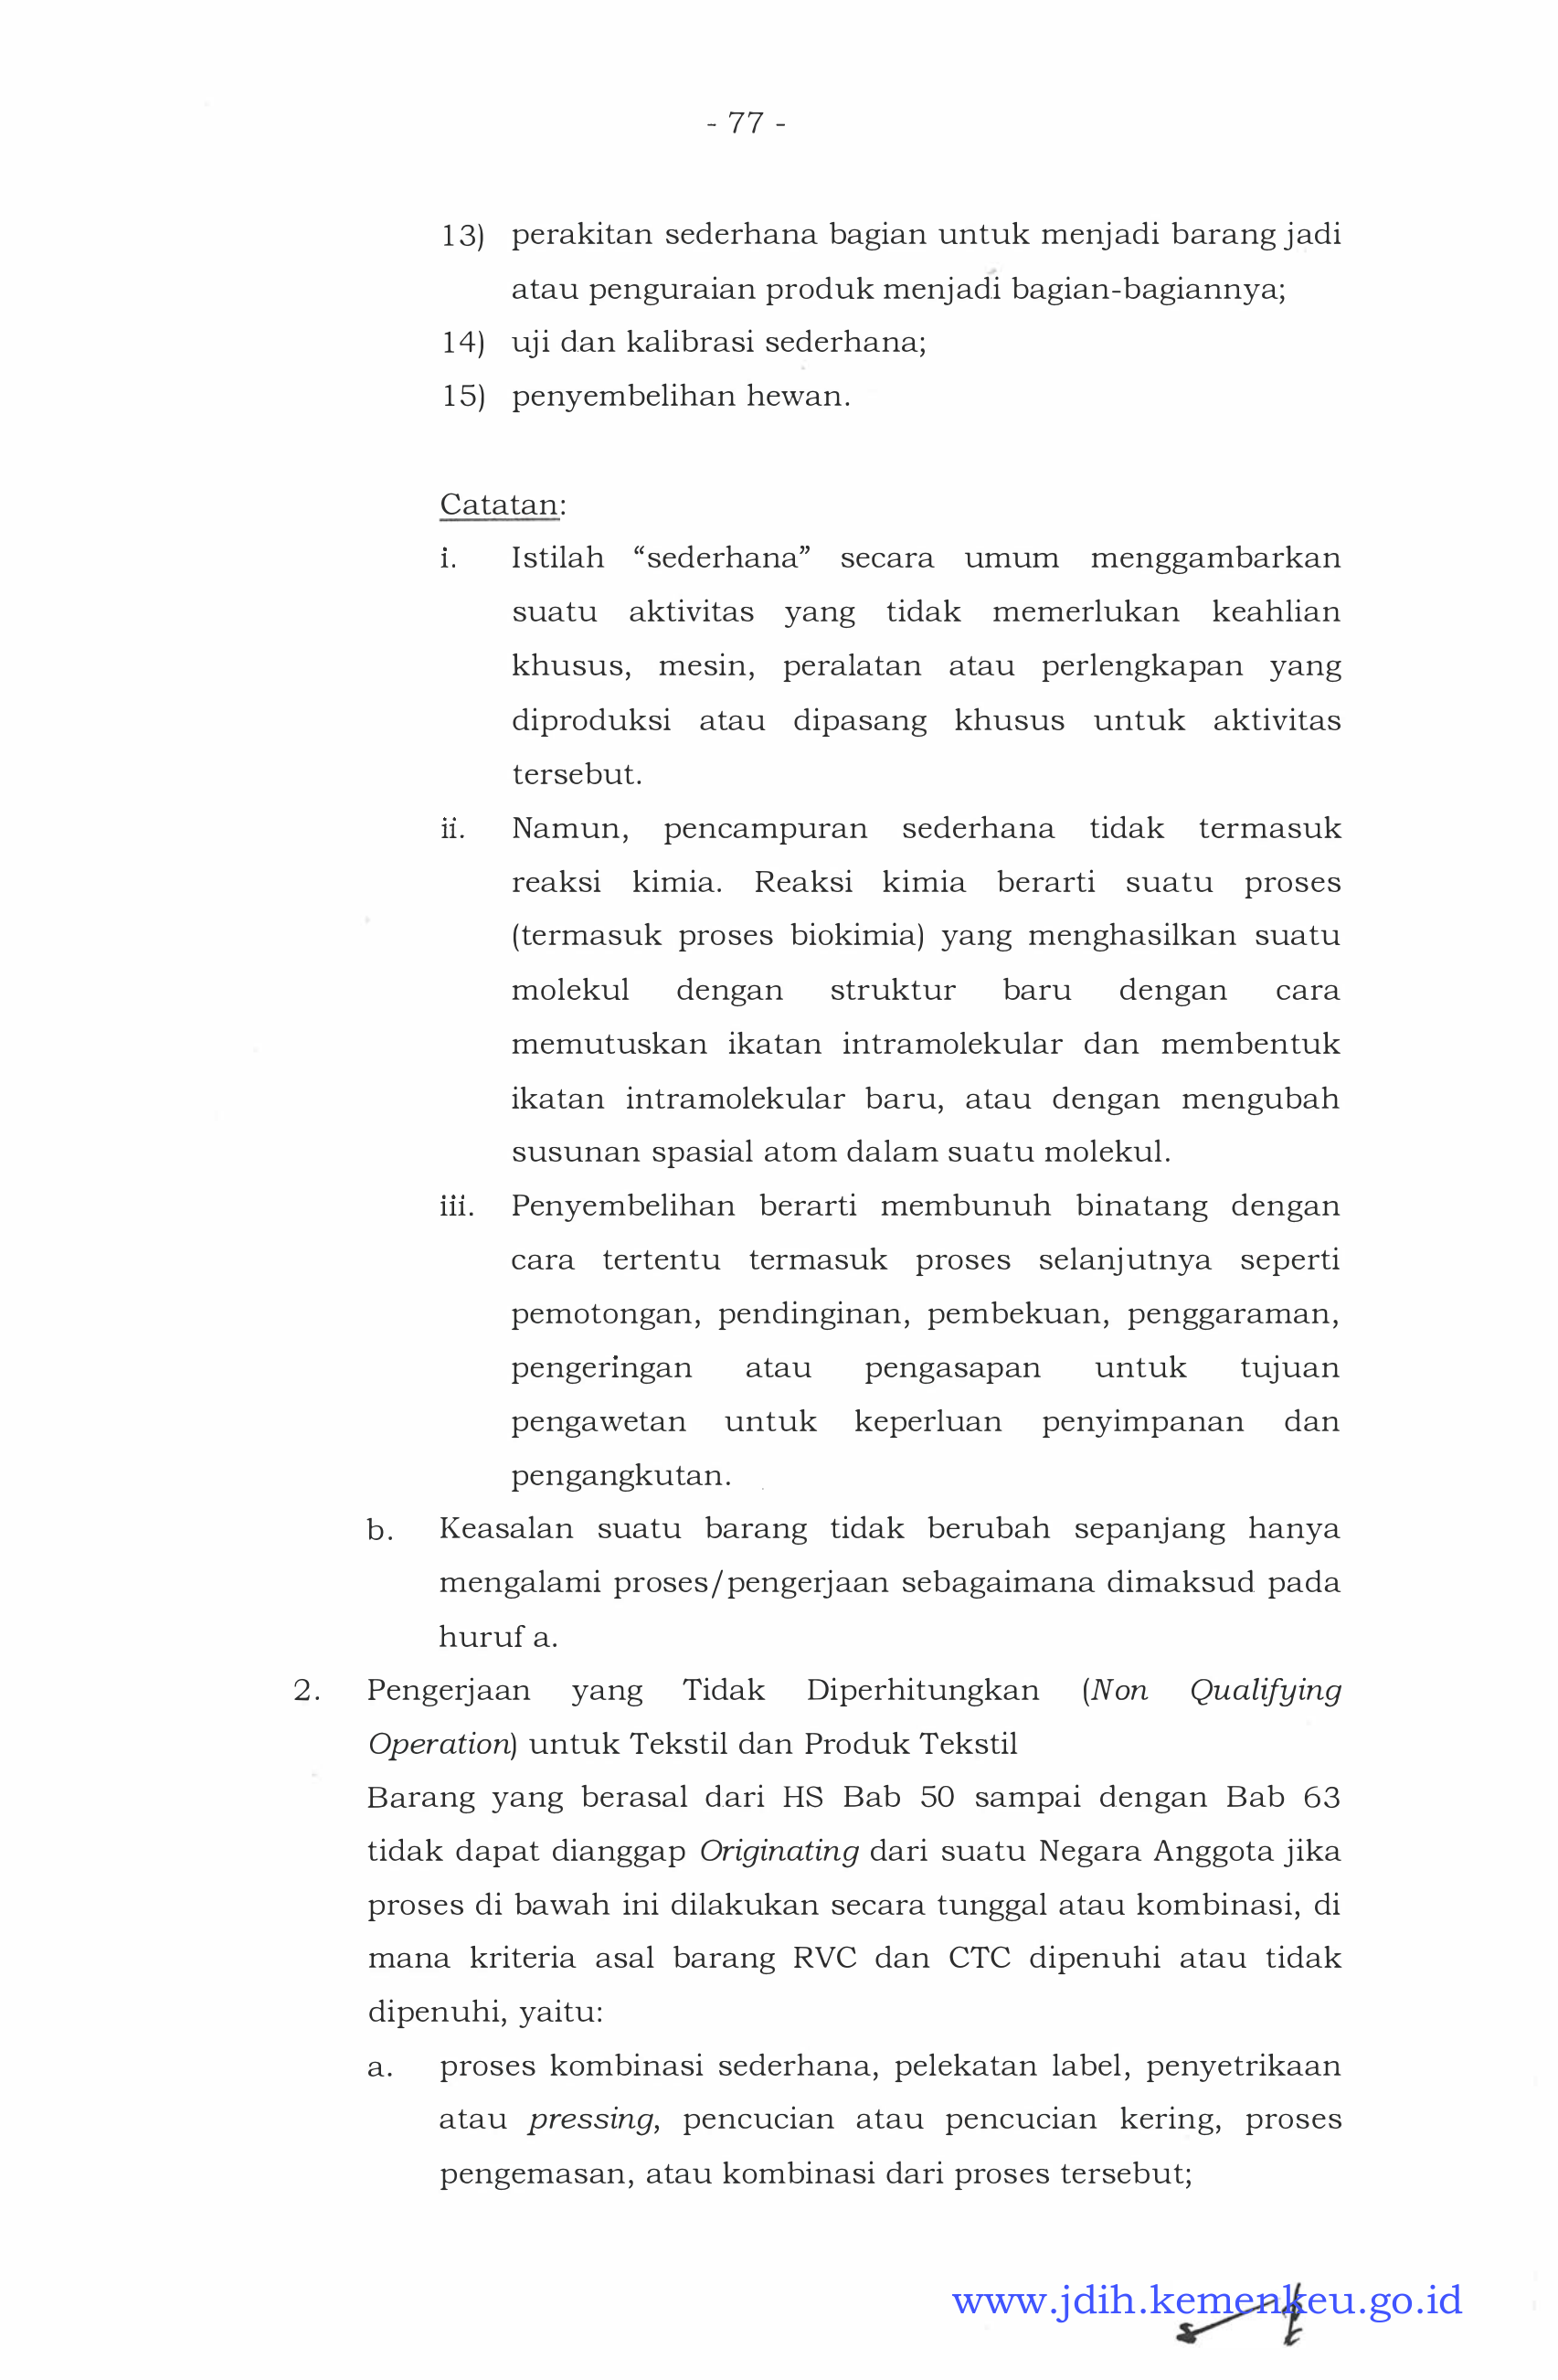 - 77 -
13) perakitan sederhana bagian untuk menjadi barang jadi
atau penguraian produk menjadi bagian-bagiannya;
14) uji dan kalibrasi sederhana;
15) penyembelihan hewan.
Catatan:
i. Istilah “sederhana” secara umum menggambarkan
suatu aktivitas yang tidak memerlukan keahlian
khusus, mesin, peralatan atau perlengkapan yang
diproduksi atau dipasang khusus untuk aktivitas
tersebut.
ii. Namun, pencampuran sederhana tidak termasuk
reaksi kimia. Reaksi kimia berarti suatu proses
(termasuk proses biokimia) yang menghasilkan suatu
molekul dengan struktur baru dengan cara
memutuskan ikatan intramolekular dan membentuk
ikatan intramolekular baru, atau dengan mengubah
susunan spasial atom dalam suatu molekul.
iii. Penyembelihan berarti membunuh binatang dengan
cara tertentu termasuk proses selanjutnya seperti
pemotongan, pendinginan, pembekuan, penggaraman,
pengeringan atau pengasapan untuk tujuan
pengawetan untuk keperluan penyimpanan dan
pengangkutan.
b. Keasalan suatu barang tidak berubah sepanjang hanya
mengalami proses/pengerjaan sebagaimana dimaksud pada
huruf a.
2. Pengerjaan yang Tidak Diperhitungkan (Non Qualifying
Operation) untuk Tekstil dan Produk Tekstil
Barang yang berasal dari HS Bab 50 sampai dengan Bab 63
tidak dapat dianggap Originating dari suatu Negara Anggota jika
proses di bawah ini dilakukan secara tunggal atau kombinasi, di
mana kriteria asal barang RVC dan CTC dipenuhi atau tidak
dipenuhi, yaitu:
a. proses kombinasi sederhana, pelekatan label, penyetrikaan
atau pressing, pencucian atau pencucian kering, proses
pengemasan, atau kombinasi dari proses tersebut;
www.jdih.kemenkeu.go.id